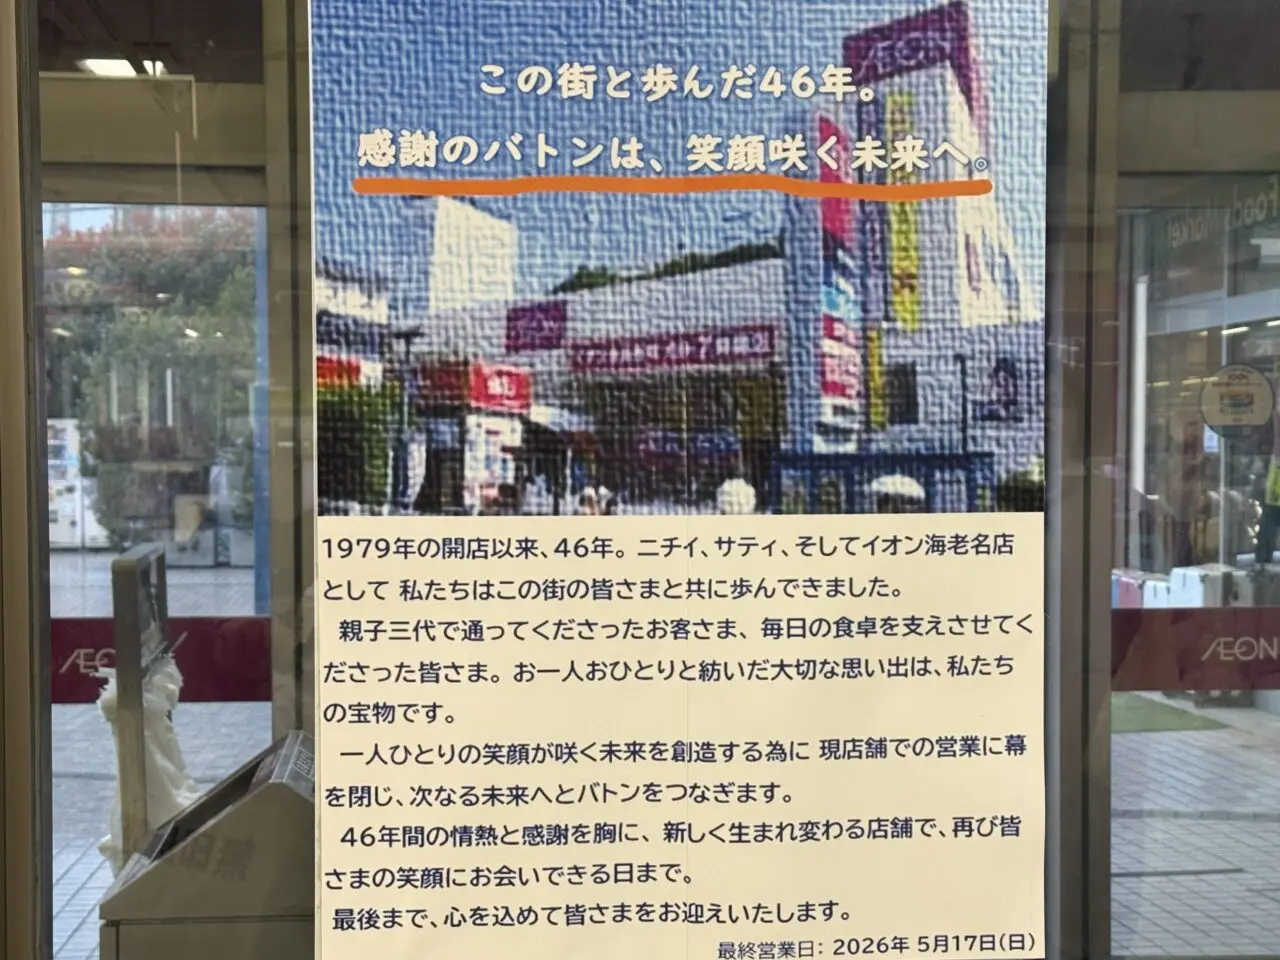 ÆON
この街と歩んだ46年。
感謝のバトンは、笑顔咲く未来へ。
1979年の開店以来、46年。ニチイ、サティ、そしてイオン海老名店
として 私たちはこの街の皆さまと共に歩んできました。
親子三代で通ってくださったお客さま、毎日の食卓を支えさせてく
ださった皆さま。お一人おひとりと紡いだ大切な思い出は、私たち
の宝物です。
一人ひとりの笑顔が咲く未来を創造する為に 現店舗での営業に幕
を閉じ、次なる未来へとバトンをつなぎます。
46年間の情熱と感謝を胸に、新しく生まれ変わる店舗で、再び皆
さまの笑顔にお会いできる日まで。
最後まで、心を込めて皆さまをお迎えいたします。
最終営業日： 2026年 5月17日(日)
ÆON
ÆON
Foods Market